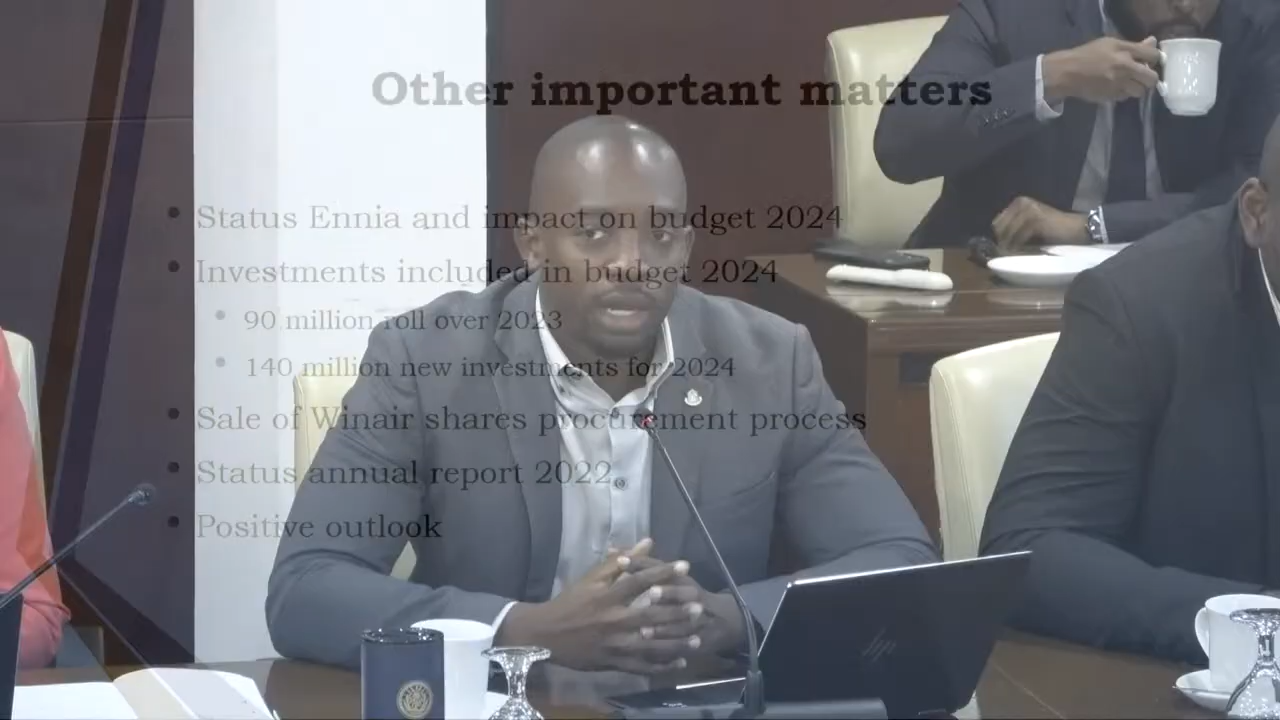 Other important matters
• Status Ennia and impact on budget 2024
• Investments included in budget 2024
• 90 million roll over 2023
• 140 million new investments for 2024
• Sale of Winair shares procurement process
• Status annual report 2022
• Positive outlook
hp